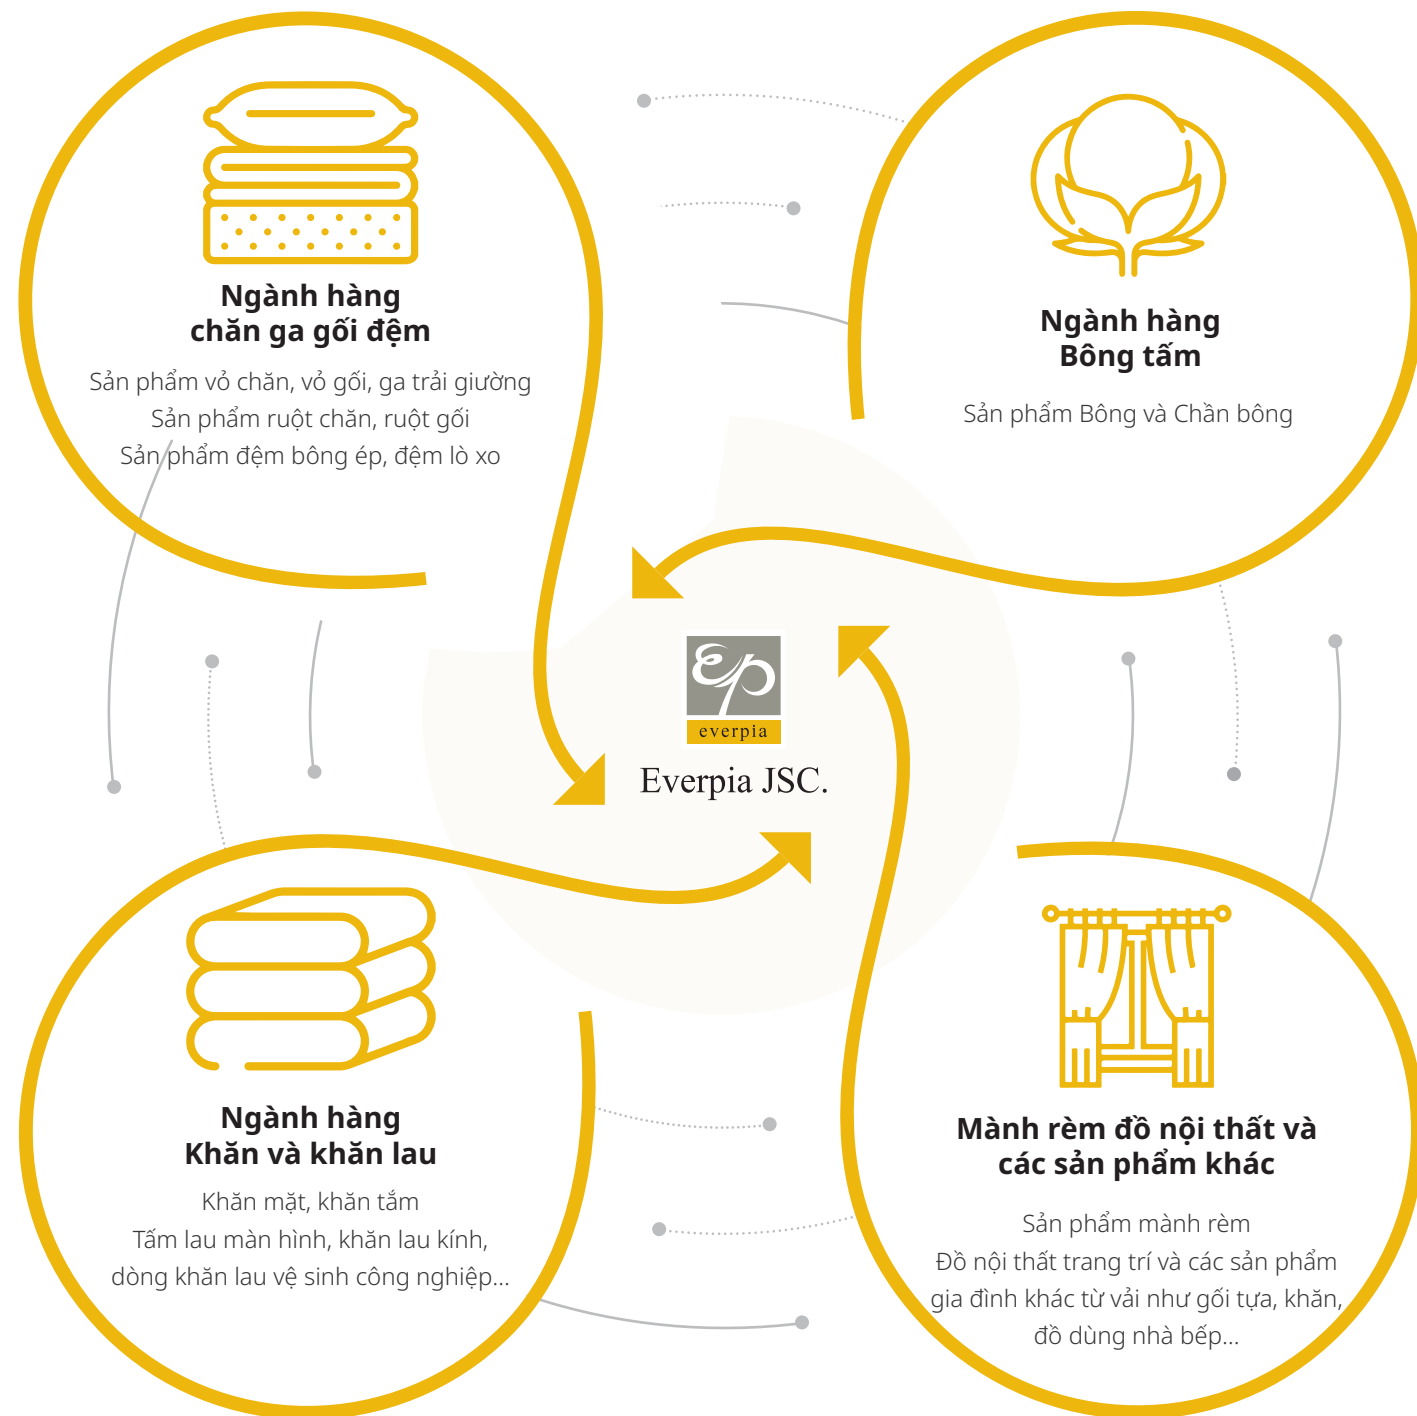 Ngành hàng
chăn ga gối đệm
Sản phẩm vỏ chăn, vỏ gối, ga trải giường
Sản phẩm ruột chăn, ruột gối
Sản phẩm đệm bông ép, đệm lò xo
Ngành hàng
Bông tấm
Sản phẩm Bông và Chần bông
ep
everpia
Everpia JSC.
Ngành hàng
Khăn và khăn lau
Khăn mặt, khăn tắm
Tấm lau màn hình, khăn lau kính,
dòng khăn lau vệ sinh công nghiệp...
Mành rèm đồ nội thất và
các sản phẩm khác
Sản phẩm mành rèm
Đồ nội thất trang trí và các sản phẩm
gia đình khác từ vải như gối tựa, khăn,
đồ dùng nhà bếp...